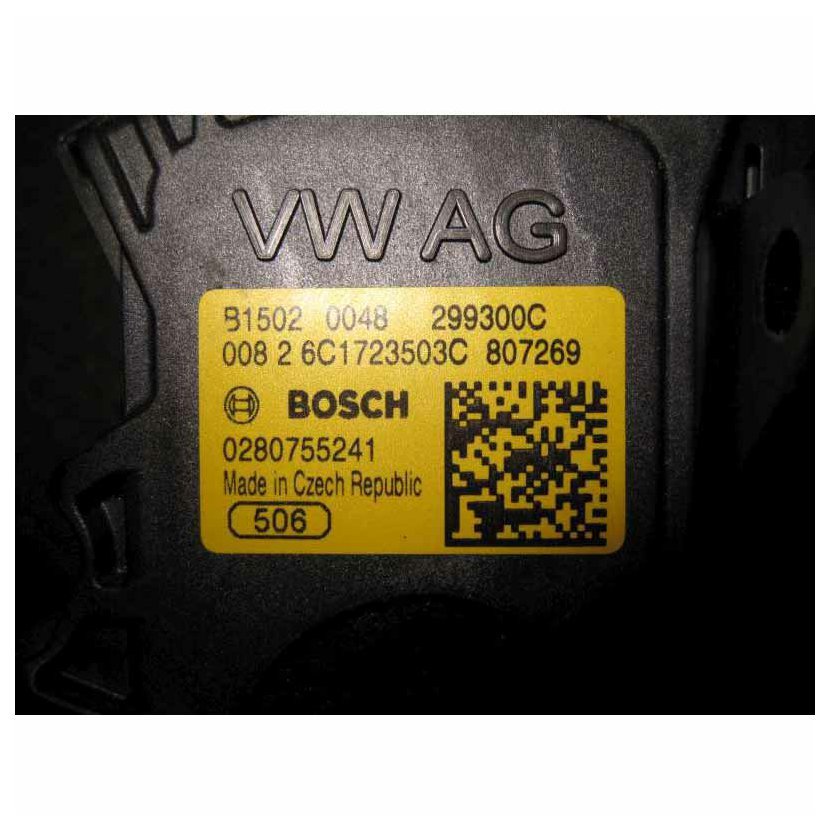 VW AG
B1502 0048 299300C
008 2 6C1723503C 807269
BOSCH
0280755241
Made in Czech Republic
506